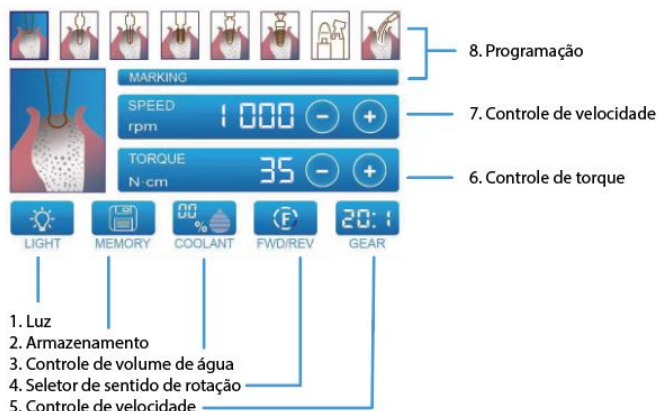 8. Programação
MARKING
SPEED
rpm
1000
- +
7. Controle de velocidade
TORQUE
N·cm
35
- +
6. Controle de torque
00
%
F
20:1
LIGHT MEMORY COOLANT FWD/REV GEAR
1. Luz
2. Armazenamento
3. Controle de volume de água
4. Seletor de sentido de rotação
5. Controle de velocidade